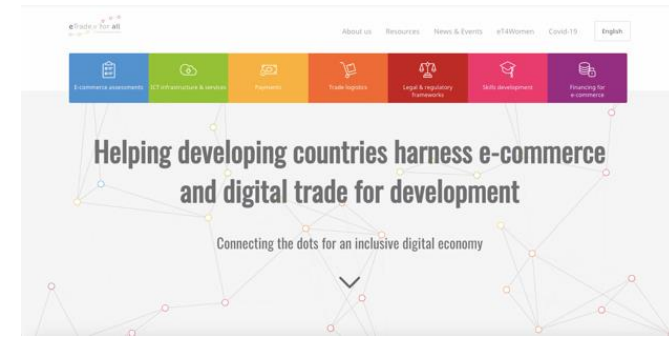 eTrade for all
About us Resources News & Events eT4Women Covid-19 English
E-commerce assessments ICT infrastructure & services Payments Trade logistics Legal & regulatory frameworks Skills development Financing for e-commerce
Helping developing countries harness e-commerce
and digital trade for development
Connecting the dots for an inclusive digital economy